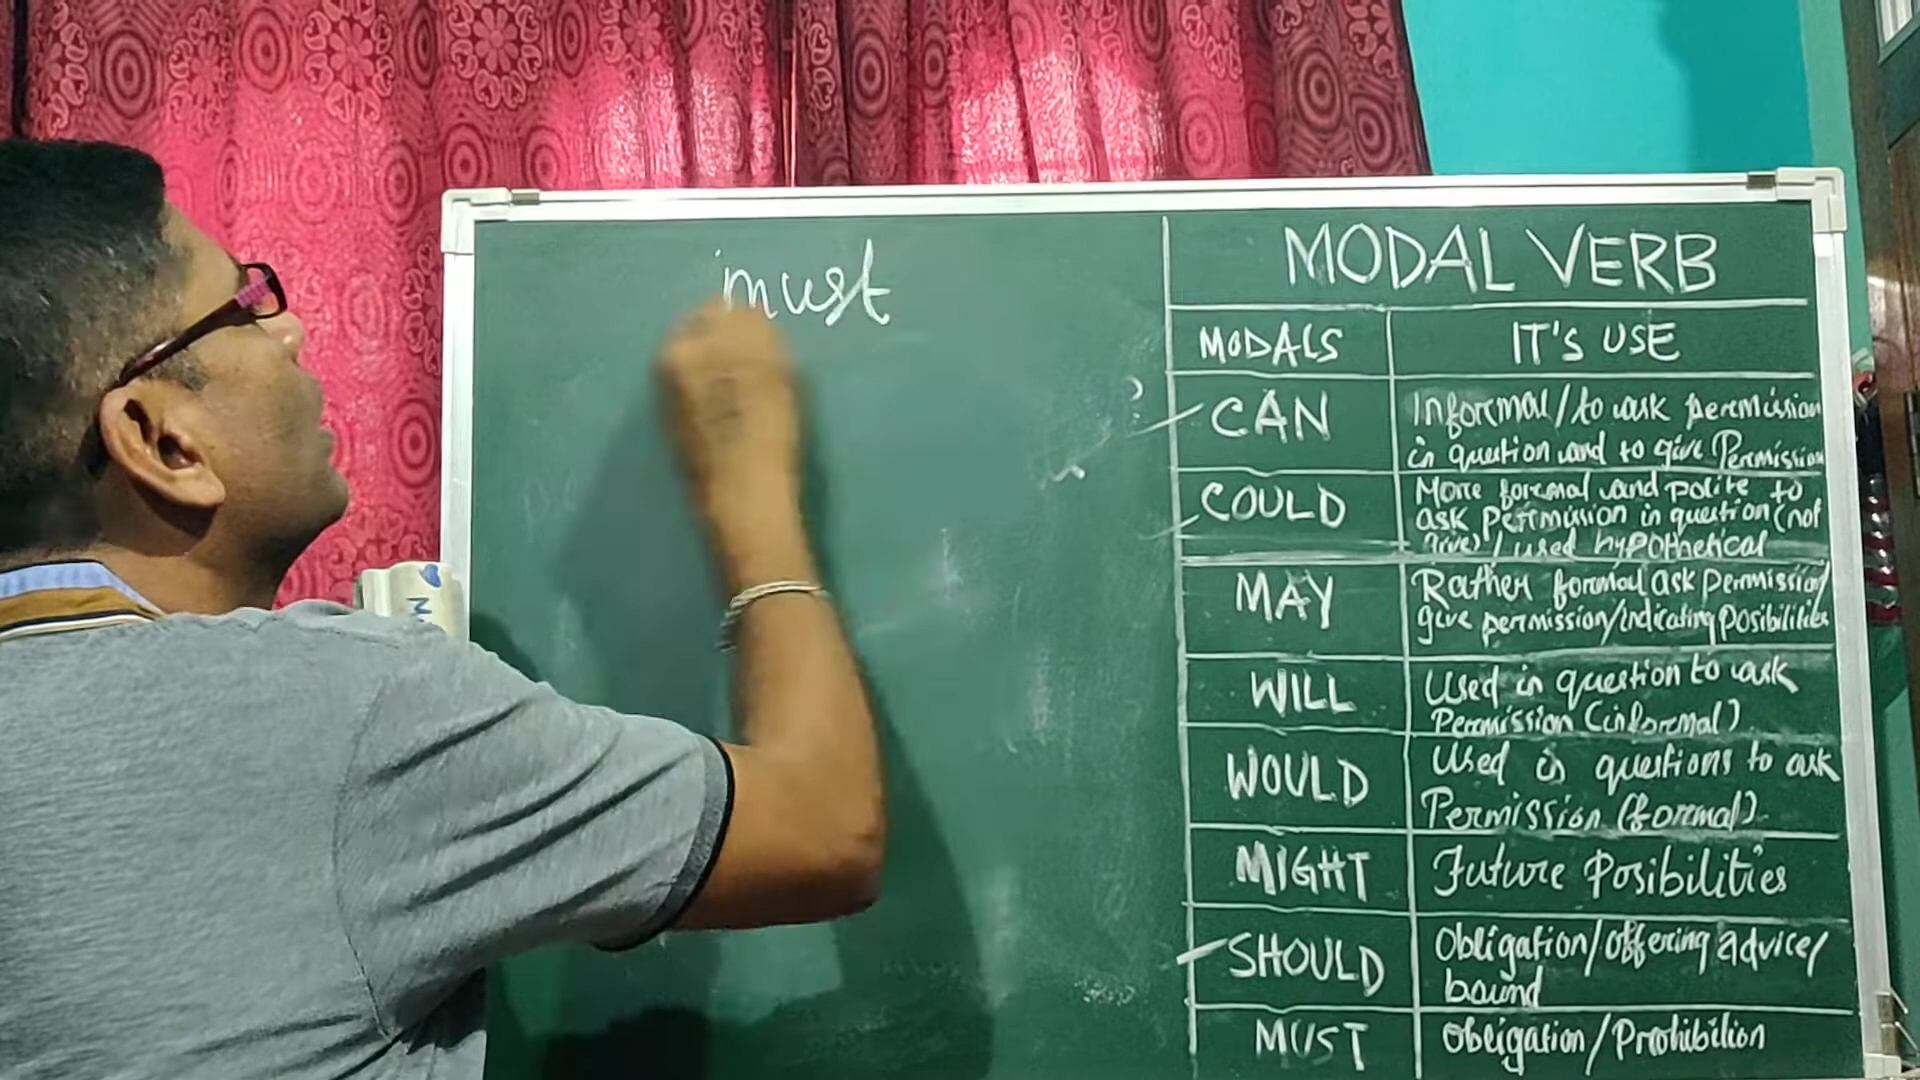 must
MODAL VERB
MODALS
IT'S USE
CAN
Informal/to ask permission
in question and to give Permission
COULD
More formal and polite to
ask permission in question (not
give) / used hypothetical
MAY
Rather formal ask permission/
give permission/indicating posibilities
WILL
Used in question to ask
Permission (informal)
WOULD
Used in questions to ask
Permission (formal)
MIGHT
Future Posibilities
SHOULD
Obligation/offering advice/
bound
MUST
Obligation/Prohibition